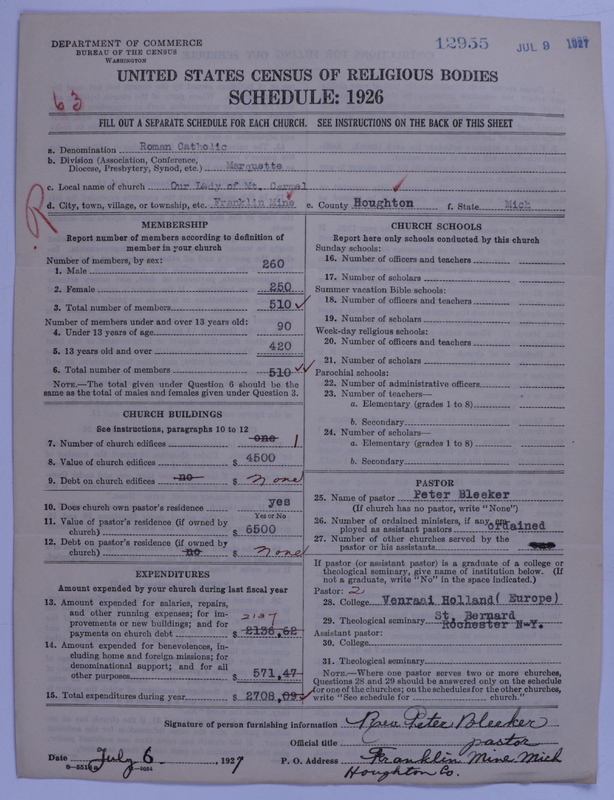 DEPARTMENT OF COMMERCE
BUREAU OF THE CENSUS
WASHINGTON
12955
JUL 9 1927
UNITED STATES CENSUS OF RELIGIOUS BODIES
SCHEDULE: 1926
63
FILL OUT A SEPARATE SCHEDULE FOR EACH CHURCH. SEE INSTRUCTIONS ON THE BACK OF THIS SHEET
a. Denomination Roman Catholic
b. Division (Association, Conference,
Diocese, Presbytery, Synod, etc.) Marquette
c. Local name of church Our Lady of Mt. Carmel
d. City, town, village, or township, etc. Franklin Mine e. County Houghton f. State Mich
R
MEMBERSHIP
Report number of members according to definition of
member in your church
Number of members, by sex:
1. Male 260
2. Female 250
3. Total number of members 510
Number of members under and over 13 years old:
4. Under 13 years of age 90
5. 13 years old and over 420
6. Total number of members 510
NOTE.—The total given under Question 6 should be the
same as the total of males and females given under Question 3.
CHURCH BUILDINGS
See instructions, paragraphs 10 to 12
7. Number of church edifices one 1
8. Value of church edifices $ 4500
9. Debt on church edifices no $ none
10. Does church own pastor's residence yes
Yes or No
11. Value of pastor's residence (if owned by
church) $ 6500
12. Debt on pastor's residence (if owned by
church) no $ none
EXPENDITURES
Amount expended by your church during last fiscal year
13. Amount expended for salaries, repairs,
and other running expenses; for im-
provements or new buildings; and for 2137
payments on church debt $ 2136,62
14. Amount expended for benevolences, in-
cluding home and foreign missions; for
denominational support; and for all
other purposes 571,47
15. Total expenditures during year $ 2708,09
CHURCH SCHOOLS
Report here only schools conducted by this church
Sunday schools:
16. Number of officers and teachers
17. Number of scholars
Summer vacation Bible schools:
18. Number of officers and teachers
19. Number of scholars
Week-day religious schools:
20. Number of officers and teachers
21. Number of scholars
Parochial schools:
22. Number of administrative officers
23. Number of teachers—
a. Elementary (grades 1 to 8)
b. Secondary
24. Number of scholars—
a. Elementary (grades 1 to 8)
b. Secondary
PASTOR
25. Name of pastor Peter Bleeker
(If church has no pastor, write "None")
26. Number of ordained ministers, if any, em-
ployed as assistant pastors ordained
27. Number of other churches served by the
pastor or his assistants
If pastor (or assistant pastor) is a graduate of a college or
theological seminary, give name of institution below. (If
not a graduate, write "No" in the space indicated.)
Pastor: 2
28. College Venraai Holland( Europe)
29. Theological seminary St. Bernard
Rochester N-Y.
Assistant pastor:
30. College
31. Theological seminary
NOTE.—Where one pastor serves two or more churches,
Questions 28 and 29 should be answered only on the schedule
for one of the churches; on the schedules for the other churches,
write "See schedule for church."
Signature of person furnishing information Rev. Peter Bleeker
Official title pastor
Date July 6, 1927 P. O. Address Franklin Mine Mich
Houghton Co.